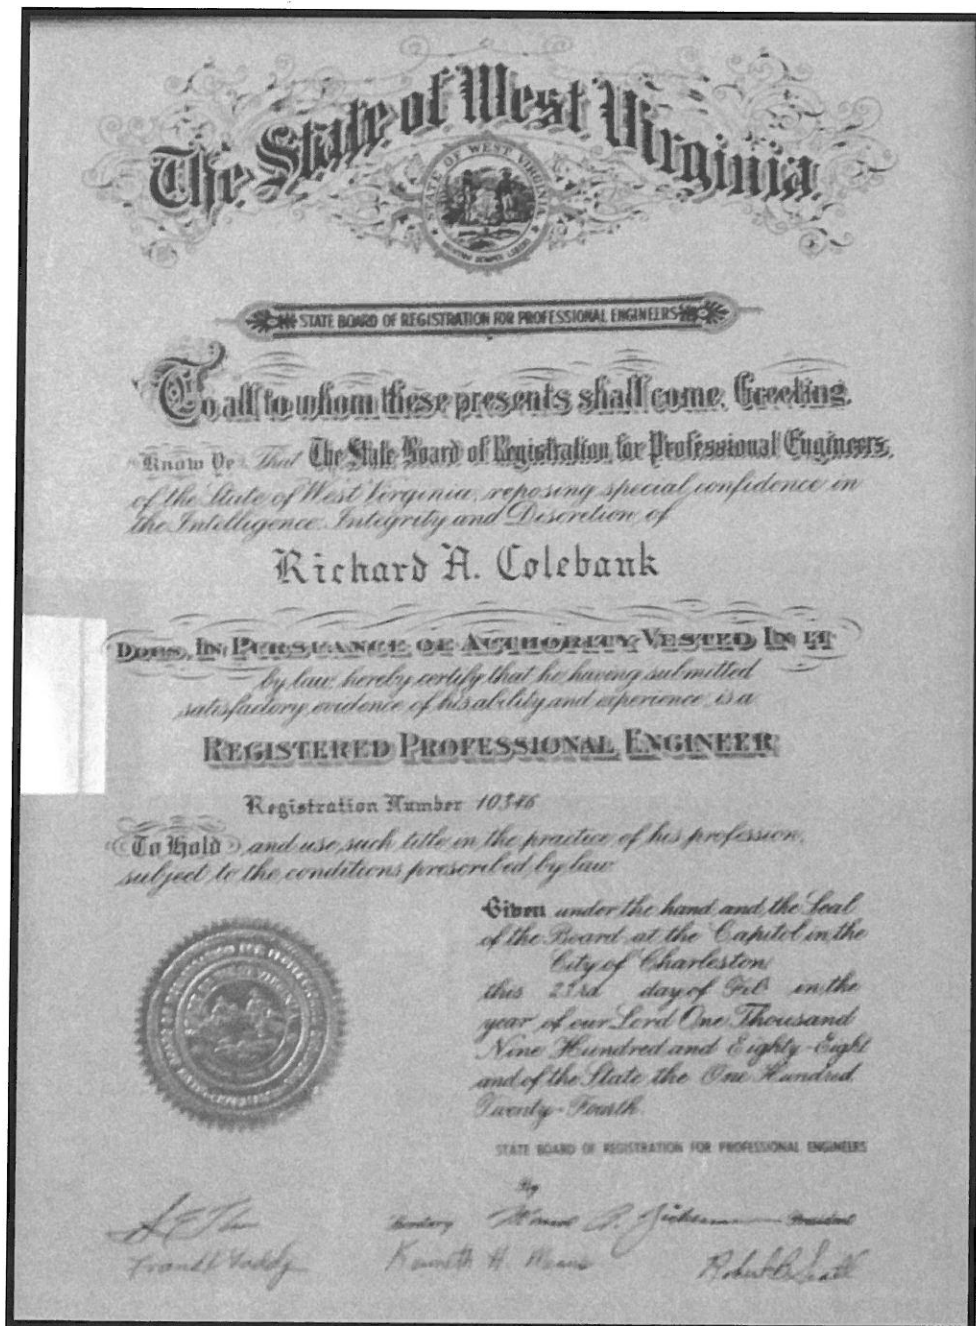 The State of West Virginia
STATE OF WEST VIRGINIA
MONTANI SEMPER LIBERI
STATE BOARD OF REGISTRATION FOR PROFESSIONAL ENGINEERS
To all to whom these presents shall come, Greeting.
Know Ye That The State Board of Registration for Professional Engineers,
of the State of West Virginia, reposing special confidence in
the Intelligence, Integrity and Discretion of
Richard A. Colebank
DOES, IN PURSUANCE OF AUTHORITY VESTED IN IT
by law, hereby certify that he having submitted
satisfactory evidence of his ability and experience is a
REGISTERED PROFESSIONAL ENGINEER
Registration Number 10346
To Hold and use such title in the practice of his profession,
subject to the conditions prescribed by law
Given under the hand and the Seal
of the Board at the Capitol in the
City of Charleston
this 23rd day of Feb in the
year of our Lord One Thousand
Nine Hundred and Eighty-Eight
and of the State the One Hundred
Twenty-Fourth.
STATE BOARD OF REGISTRATION FOR PROFESSIONAL ENGINEERS
By
Secretary President
Kenneth H.